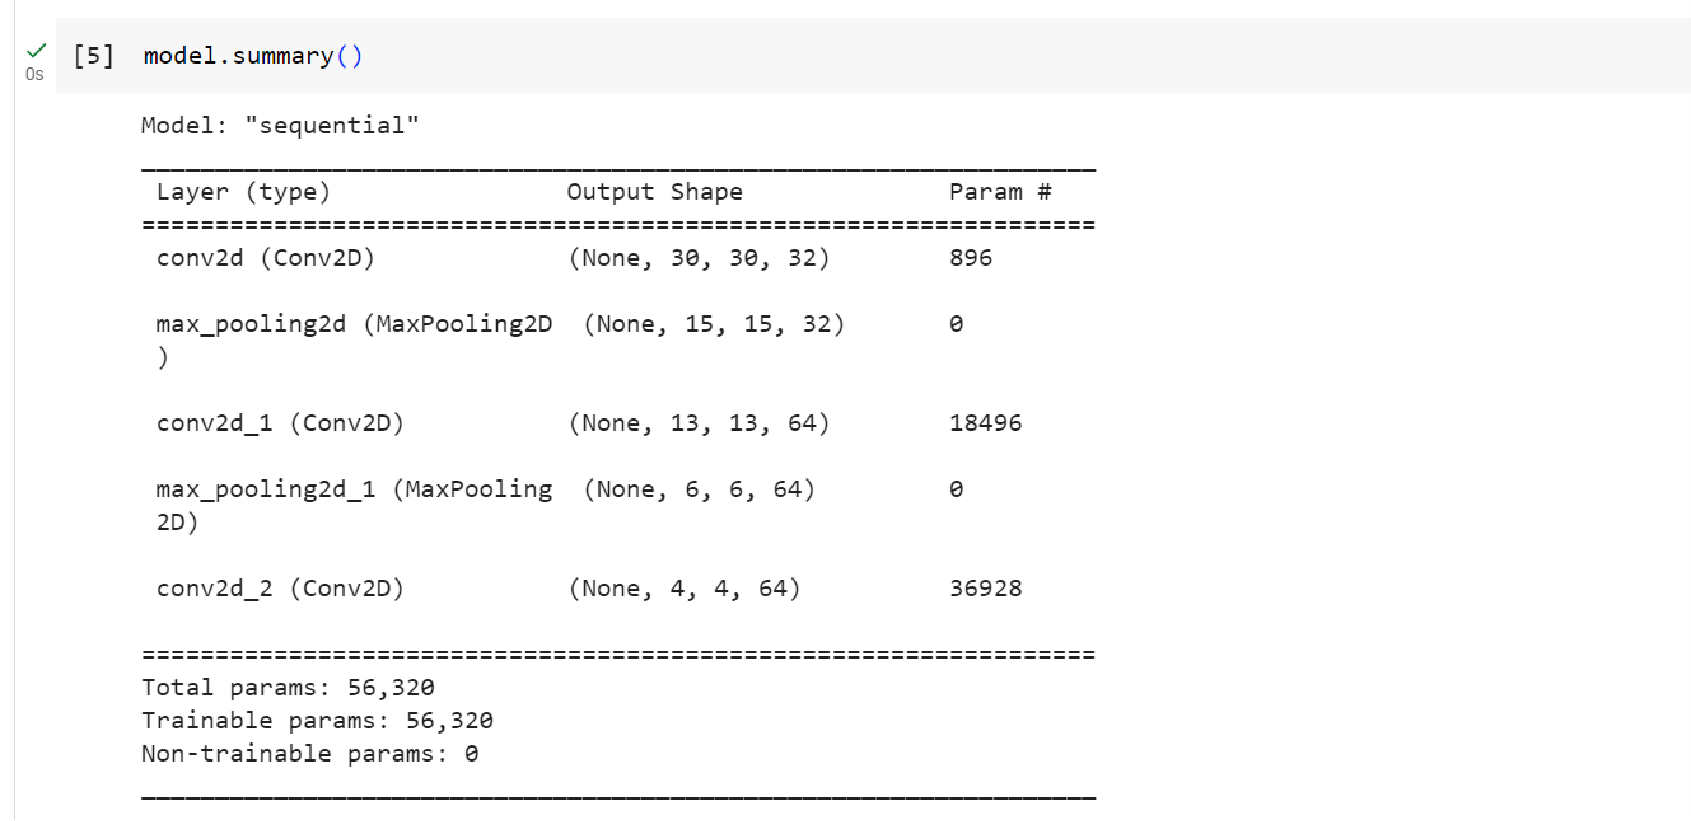 [5] model.summary()
0s
Model: "sequential"
_________________________________________________________________
Layer (type) Output Shape Param #
=================================================================
conv2d (Conv2D) (None, 30, 30, 32) 896
max_pooling2d (MaxPooling2D (None, 15, 15, 32) 0
)
conv2d_1 (Conv2D) (None, 13, 13, 64) 18496
max_pooling2d_1 (MaxPooling (None, 6, 6, 64) 0
2D)
conv2d_2 (Conv2D) (None, 4, 4, 64) 36928
=================================================================
Total params: 56,320
Trainable params: 56,320
Non-trainable params: 0
_________________________________________________________________